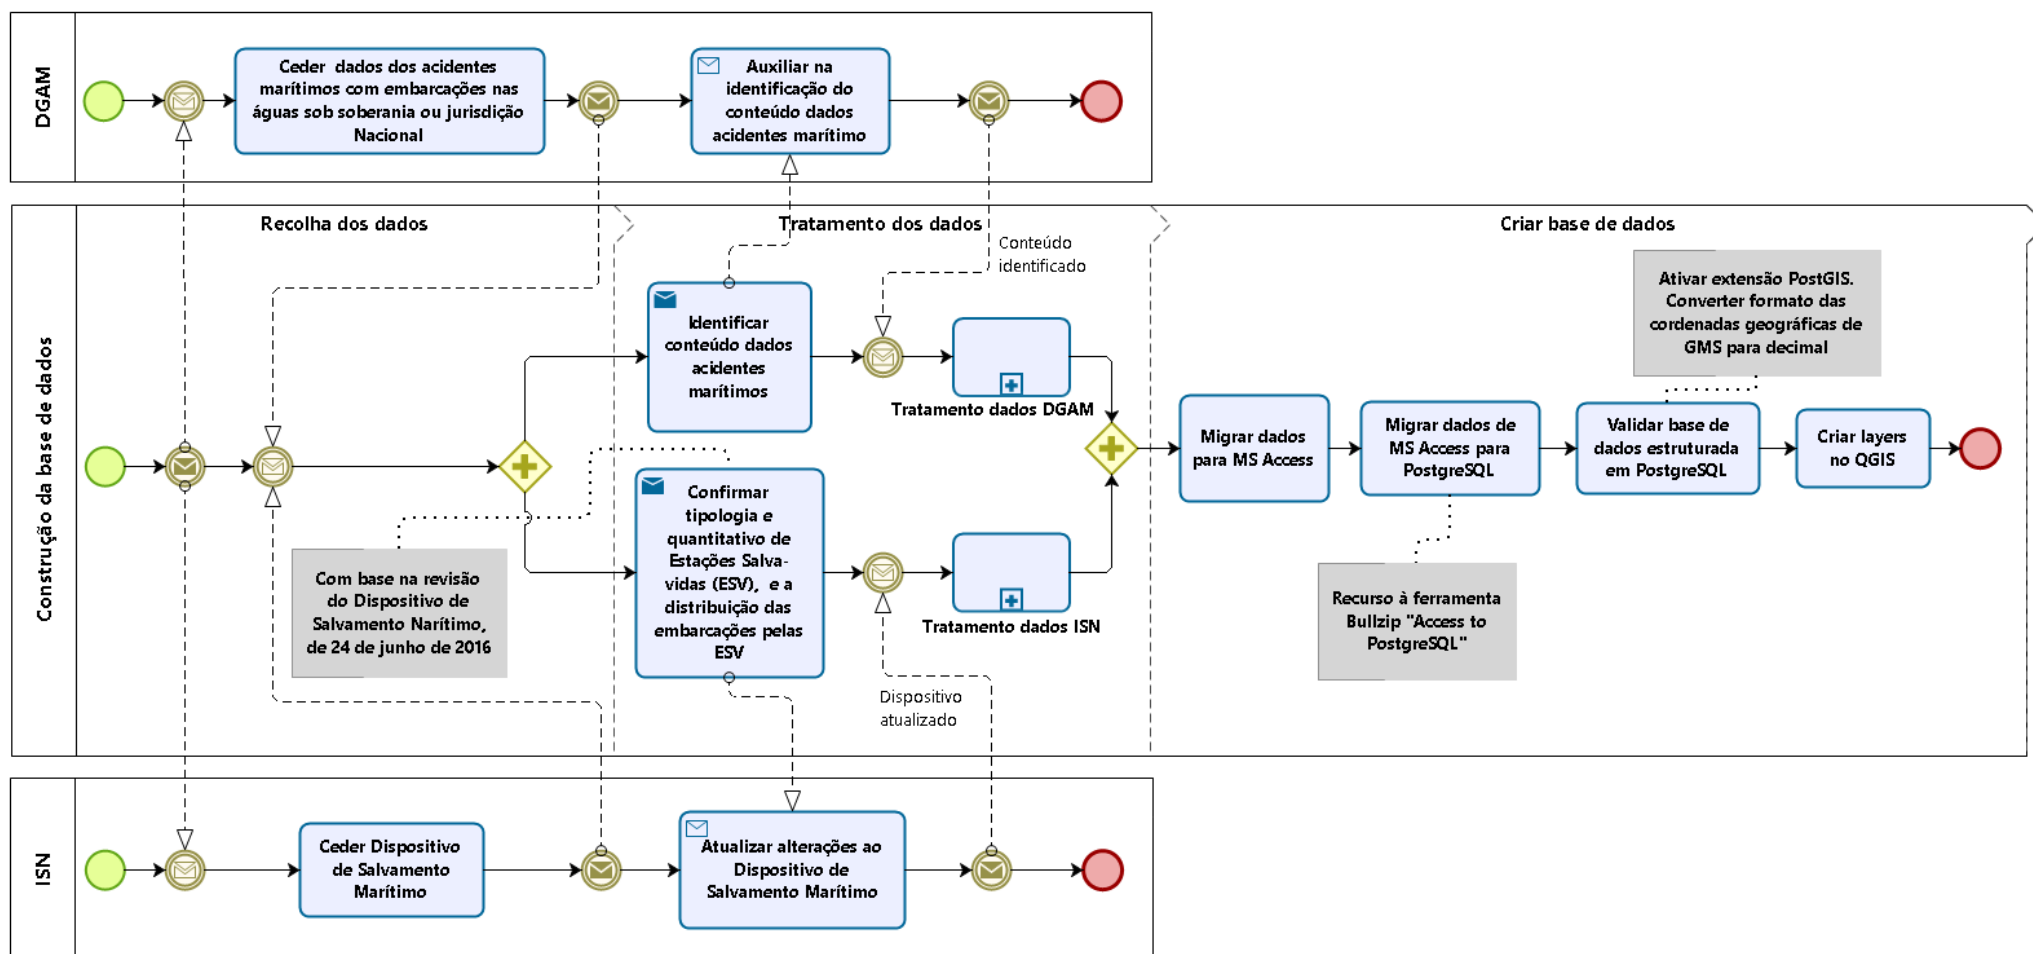 DGAM
Ceder dados dos acidentes
marítimos com embarcações nas
águas sob soberania ou jurisdição
Nacional
Auxiliar na
identificação do
conteúdo dados
acidentes marítimo
Construção da base de dados
Recolha dos dados
Tratamento dos dados
Criar base de dados
Conteúdo
identificado
Identificar
conteúdo dados
acidentes
marítimos
Tratamento dados DGAM
Ativar extensão PostGIS.
Converter formato das
cordenadas geográficas de
GMS para decimal
Migrar dados
para MS Access
Migrar dados de
MS Access para
PostgreSQL
Validar base de
dados estruturada
em PostgreSQL
Criar layers
no QGIS
Com base na revisão
do Dispositivo de
Salvamento Narítimo,
de 24 de junho de 2016
Confirmar
tipologia e
quantitativo de
Estações Salva-
vidas (ESV), e a
distribuição das
embarcações pelas
ESV
Tratamento dados ISN
Recurso à ferramenta
Bullzip "Access to
PostgreSQL"
Dispositivo
atualizado
ISN
Ceder Dispositivo
de Salvamento
Marítimo
Atualizar alterações ao
Dispositivo de
Salvamento Marítimo